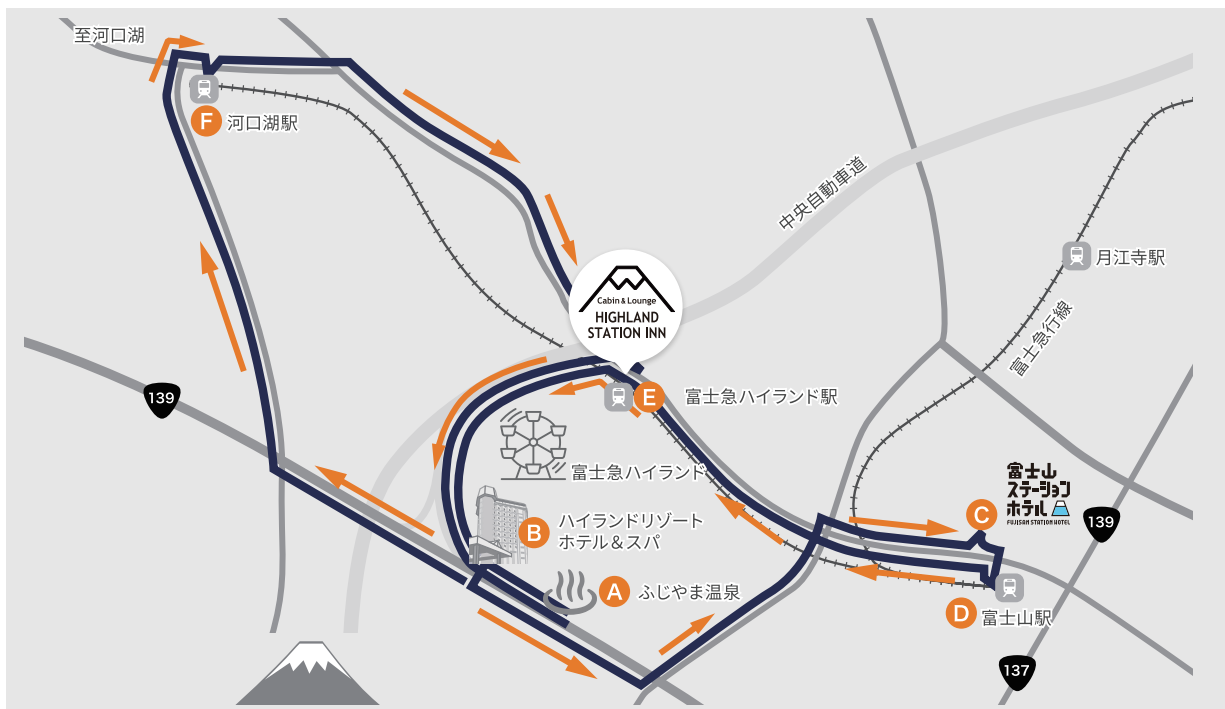 至河口湖
F
河口湖駅
中央自動車道
月江寺駅
富士急行線
Cabin & Lounge
HIGHLAND
STATION INN
139
E
富士急ハイランド駅
富士急ハイランド
富士山
ステーション
ホテル
FUJISAN STATION HOTEL
C
139
B
ハイランドリゾート
ホテル＆スパ
A
ふじやま温泉
D
富士山駅
137